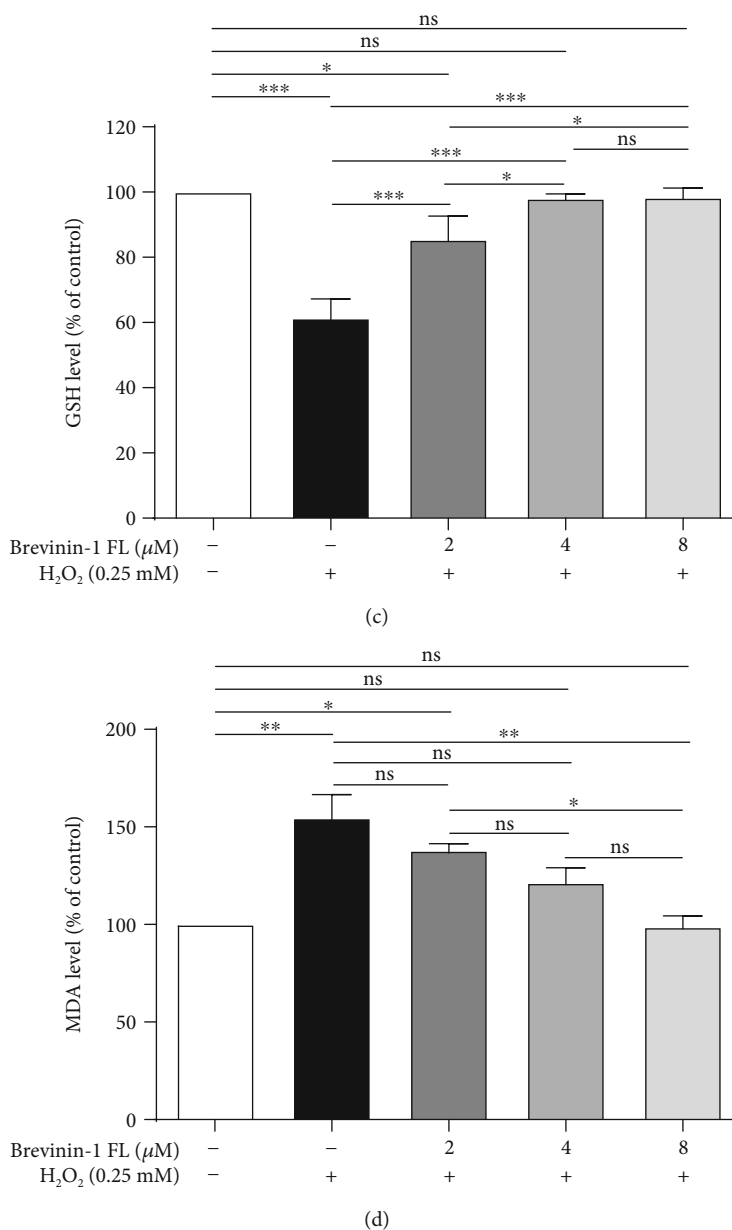 ns
ns
*
*** ***
120 *
*** ns
100 *
***
80
60
40
20
0
GSH level (% of control)
Brevinin-1 FL (μM) – – 2 4 8
H₂O₂ (0.25 mM) – + + + +
(c)
ns
ns
*
200 ** **
ns
ns
150 *
ns ns
100
50
0
MDA level (% of control)
Brevinin-1 FL (μM) – – 2 4 8
H₂O₂ (0.25 mM) – + + + +
(d)